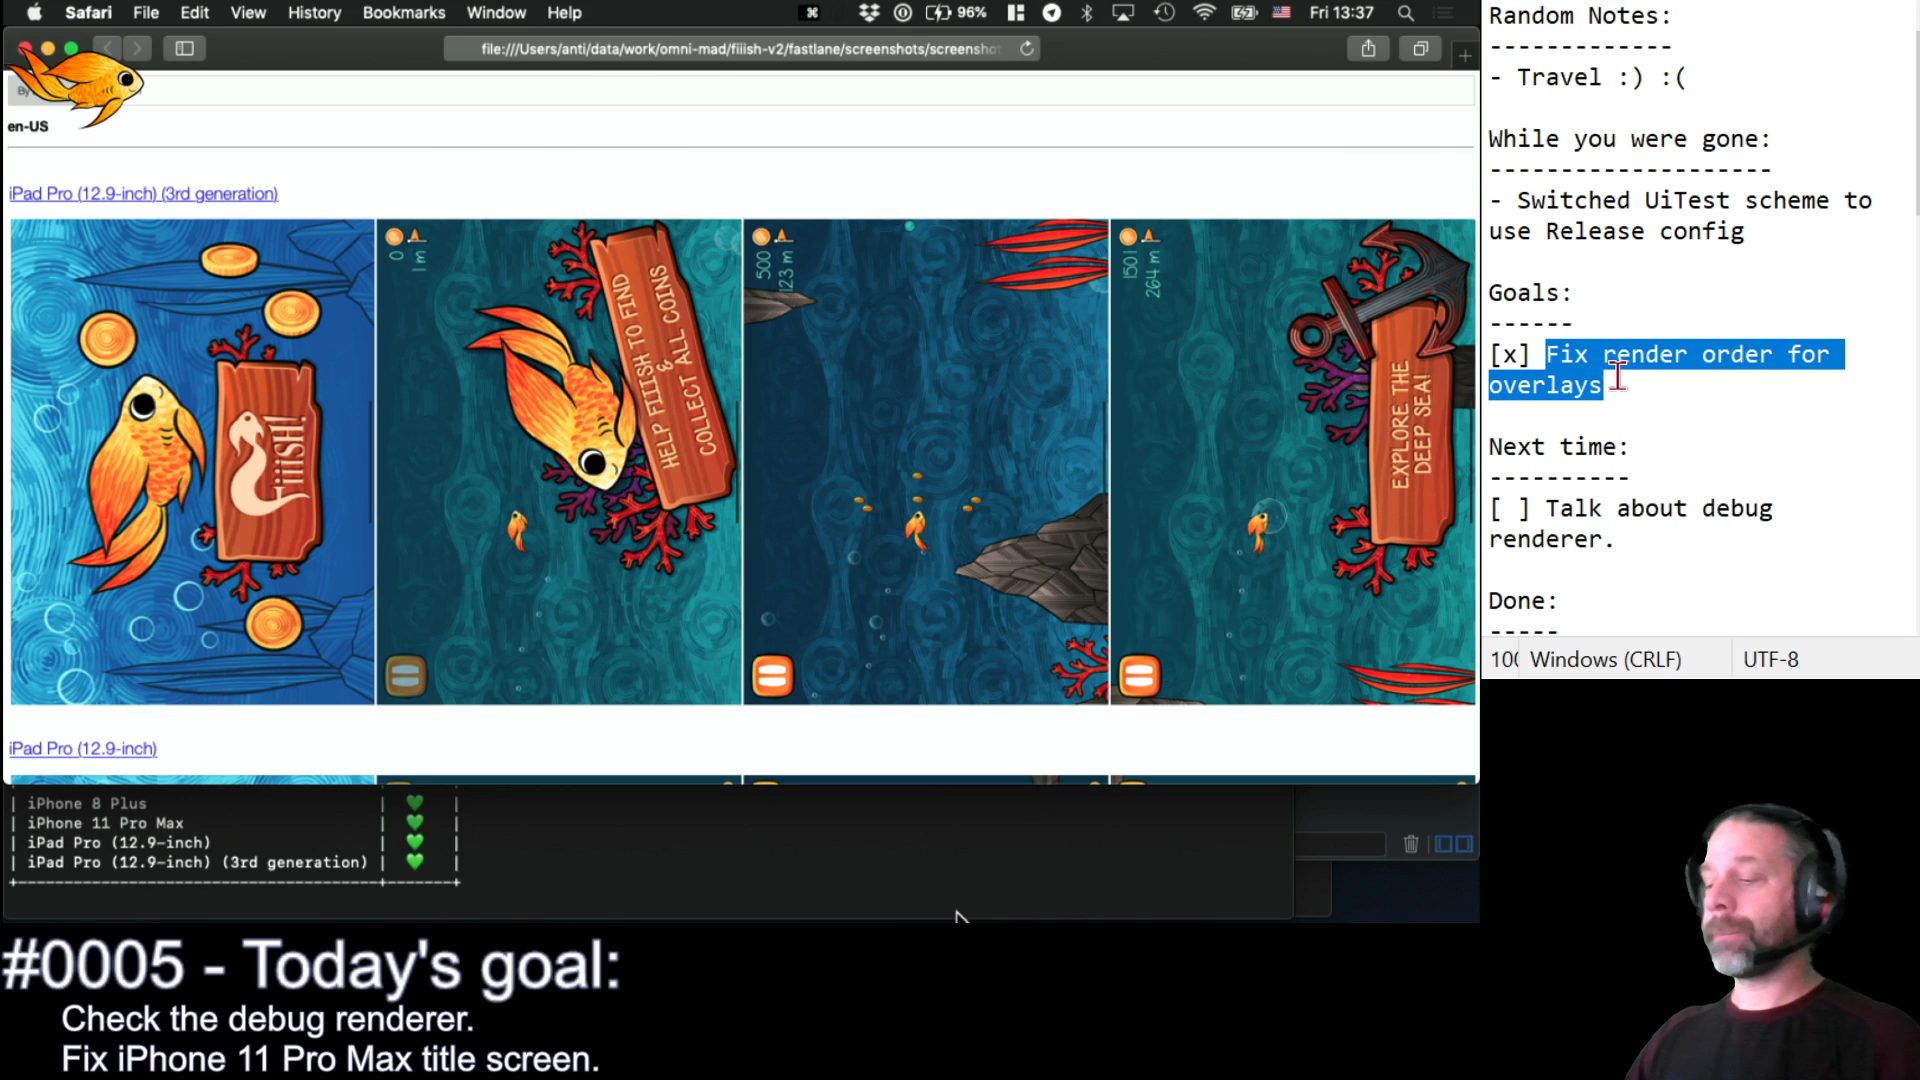 Safari File Edit View History Bookmarks Window Help 96% Fri 13:37
file:///Users/anti/data/work/omni-mad/fiiish-v2/fastlane/screenshots/screenshot
By
en-US
iPad Pro (12.9-inch) (3rd generation)
Fiiish!
0
1 m
HELP FIIISH TO FIND
&
COLLECT ALL COINS
500
123 m
1501
264 m
EXPLORE THE
DEEP SEA!
iPad Pro (12.9-inch)
| iPhone 8 Plus | 💚 |
| iPhone 11 Pro Max | 💚 |
| iPad Pro (12.9-inch) | 💚 |
| iPad Pro (12.9-inch) (3rd generation) | 💚 |
+-----------------------------------------------+-------+
#0005 - Today's goal:
Check the debug renderer.
Fix iPhone 11 Pro Max title screen.
Random Notes:
-------------
- Travel :) :(
While you were gone:
--------------------
- Switched UiTest scheme to
use Release config
Goals:
------
[x] Fix render order for
overlays
Next time:
----------
[ ] Talk about debug
renderer.
Done:
-----
Windows (CRLF) UTF-8